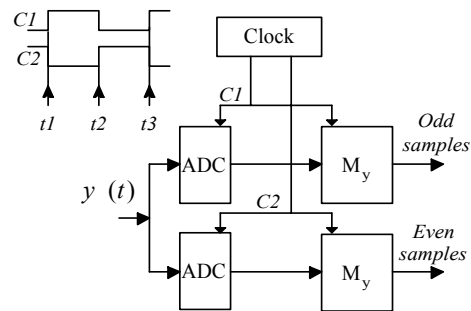 C1
C2
t1 t2 t3
Clock
C1
Odd
samples
ADC
My
y (t)
C2
Even
samples
ADC
My